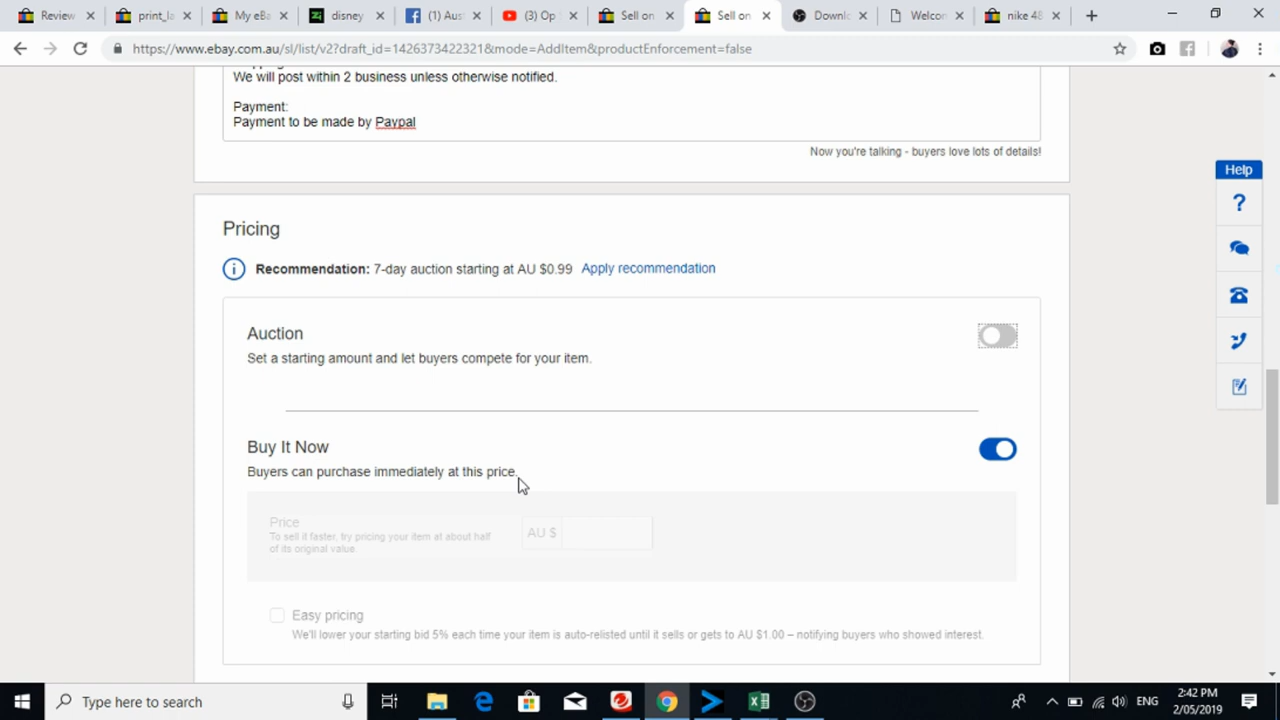 Review
print_la
My eBa
disney
(1) Aus
(3) Op
Sell on
Sell on
Downlo
Welcon
nike 48
https://www.ebay.com.au/sl/list/v2?draft_id=1426373422321&mode=AddItem&productEnforcement=false
We will post within 2 business unless otherwise notified.
Payment:
Payment to be made by Paypal
Now you're talking - buyers love lots of details!
Help
Pricing
Recommendation: 7-day auction starting at AU $0.99 Apply recommendation
Auction
Set a starting amount and let buyers compete for your item.
Buy It Now
Buyers can purchase immediately at this price.
Price
To sell it faster, try pricing your item at about half
of its original value.
AU $
Easy pricing
We'll lower your starting bid 5% each time your item is auto-relisted until it sells or gets to AU $1.00 – notifying buyers who showed interest.
Type here to search
ENG
2:42 PM
2/05/2019